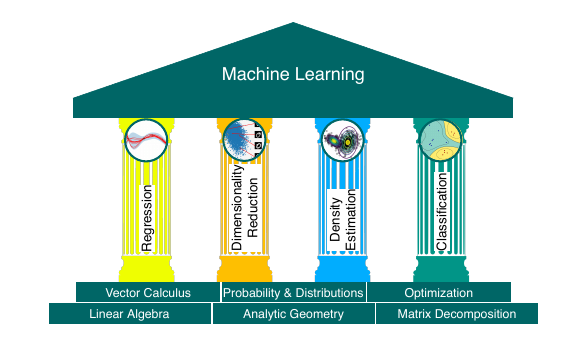 Machine Learning
Regression
Dimensionality
Reduction
Density
Estimation
Classification
Vector Calculus
Probability & Distributions
Optimization
Linear Algebra
Analytic Geometry
Matrix Decomposition